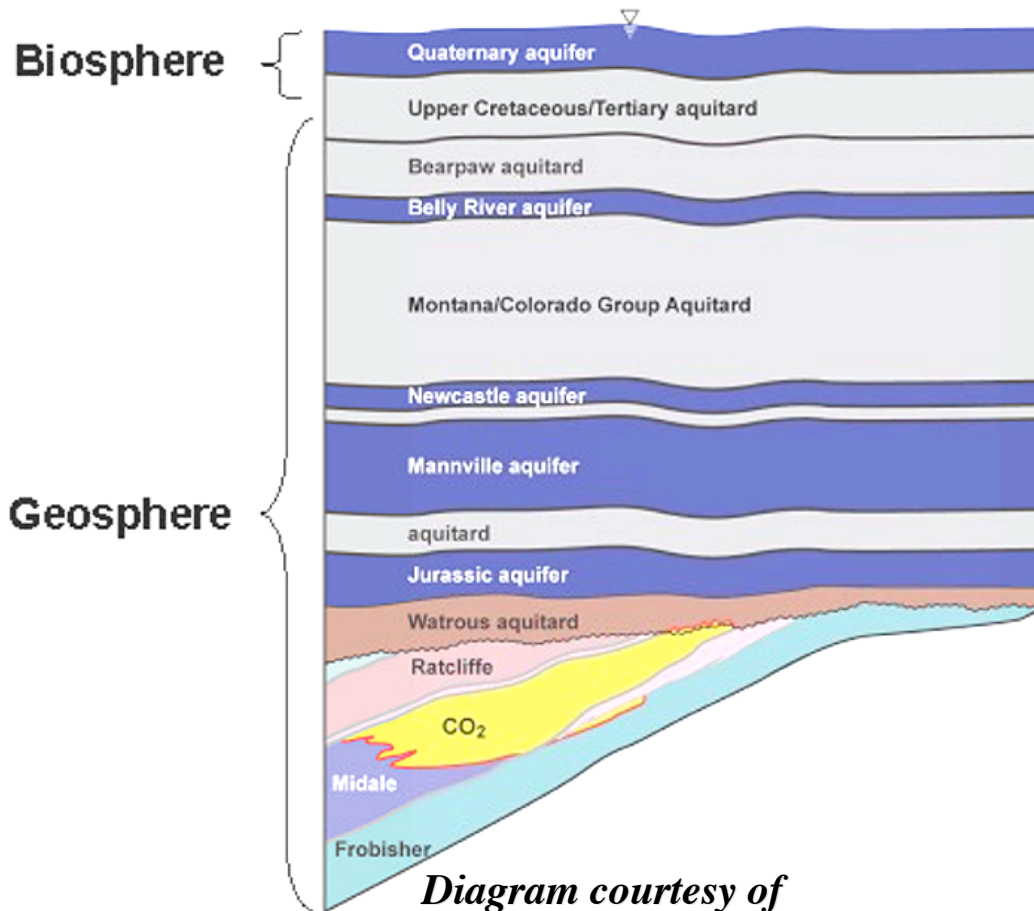 Biosphere
Quaternary aquifer
Upper Cretaceous/Tertiary aquitard
Bearpaw aquitard
Belly River aquifer
Montana/Colorado Group Aquitard
Newcastle aquifer
Mannville aquifer
Geosphere
aquitard
Jurassic aquifer
Watrous aquitard
Ratcliffe
CO₂
Midale
Frobisher
Diagram courtesy of